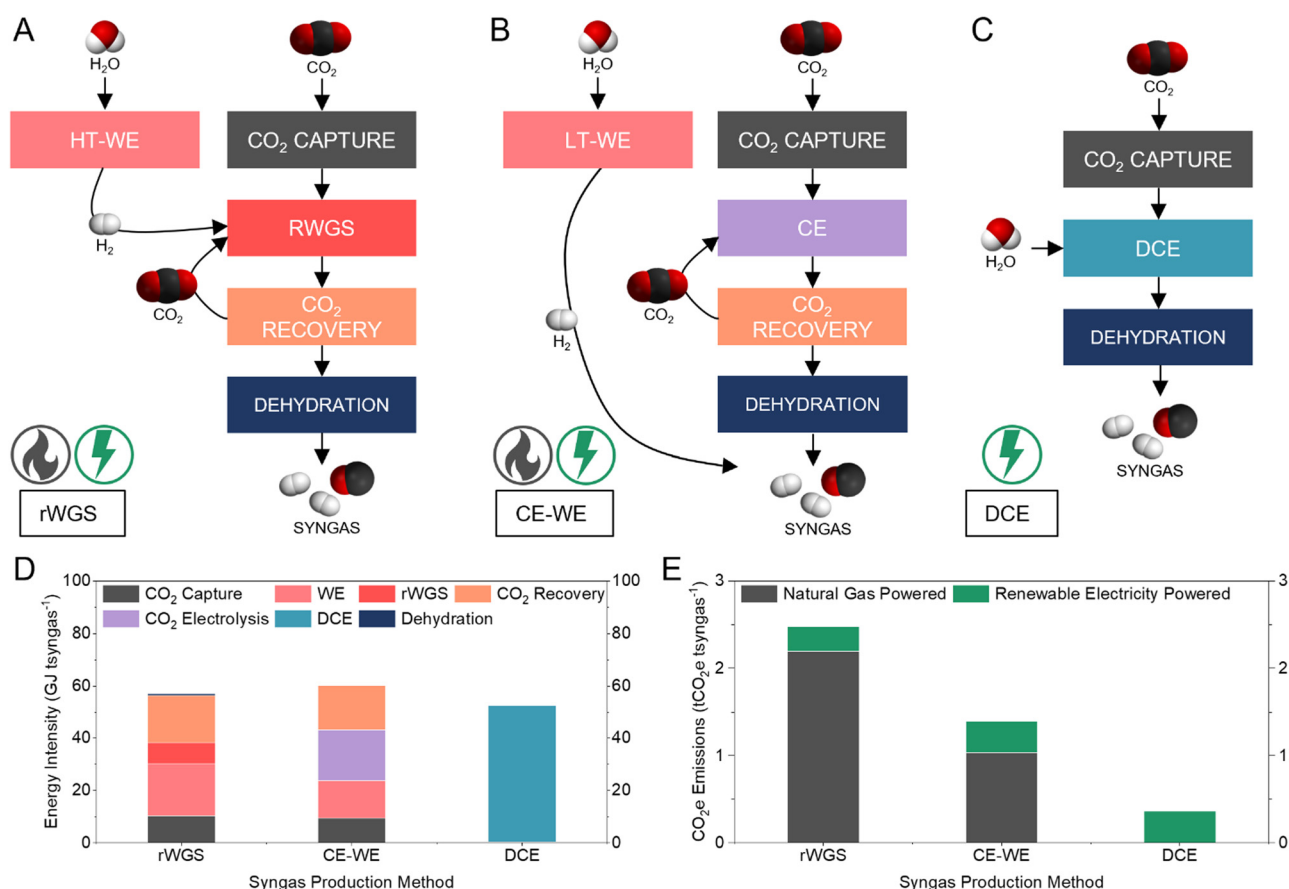 A
H₂O
CO₂
HT-WE
CO₂ CAPTURE
H₂
RWGS
CO₂
CO₂
RECOVERY
DEHYDRATION
SYNGAS
rWGS
B
H₂O
CO₂
LT-WE
CO₂ CAPTURE
CE
CO₂
CO₂
RECOVERY
H₂
DEHYDRATION
SYNGAS
CE-WE
C
CO₂
CO₂ CAPTURE
H₂O
DCE
DEHYDRATION
SYNGAS
DCE
D
Energy Intensity (GJ tsyngas⁻¹)
100
80
60
40
20
0
CO₂ Capture WE rWGS CO₂ Recovery
CO₂ Electrolysis DCE Dehydration
100
80
60
40
20
0
rWGS CE-WE DCE
Syngas Production Method
E
CO₂e Emissions (tCO₂e tsyngas⁻¹)
3
2
1
0
Natural Gas Powered Renewable Electricity Powered
3
2
1
0
rWGS CE-WE DCE
Syngas Production Method